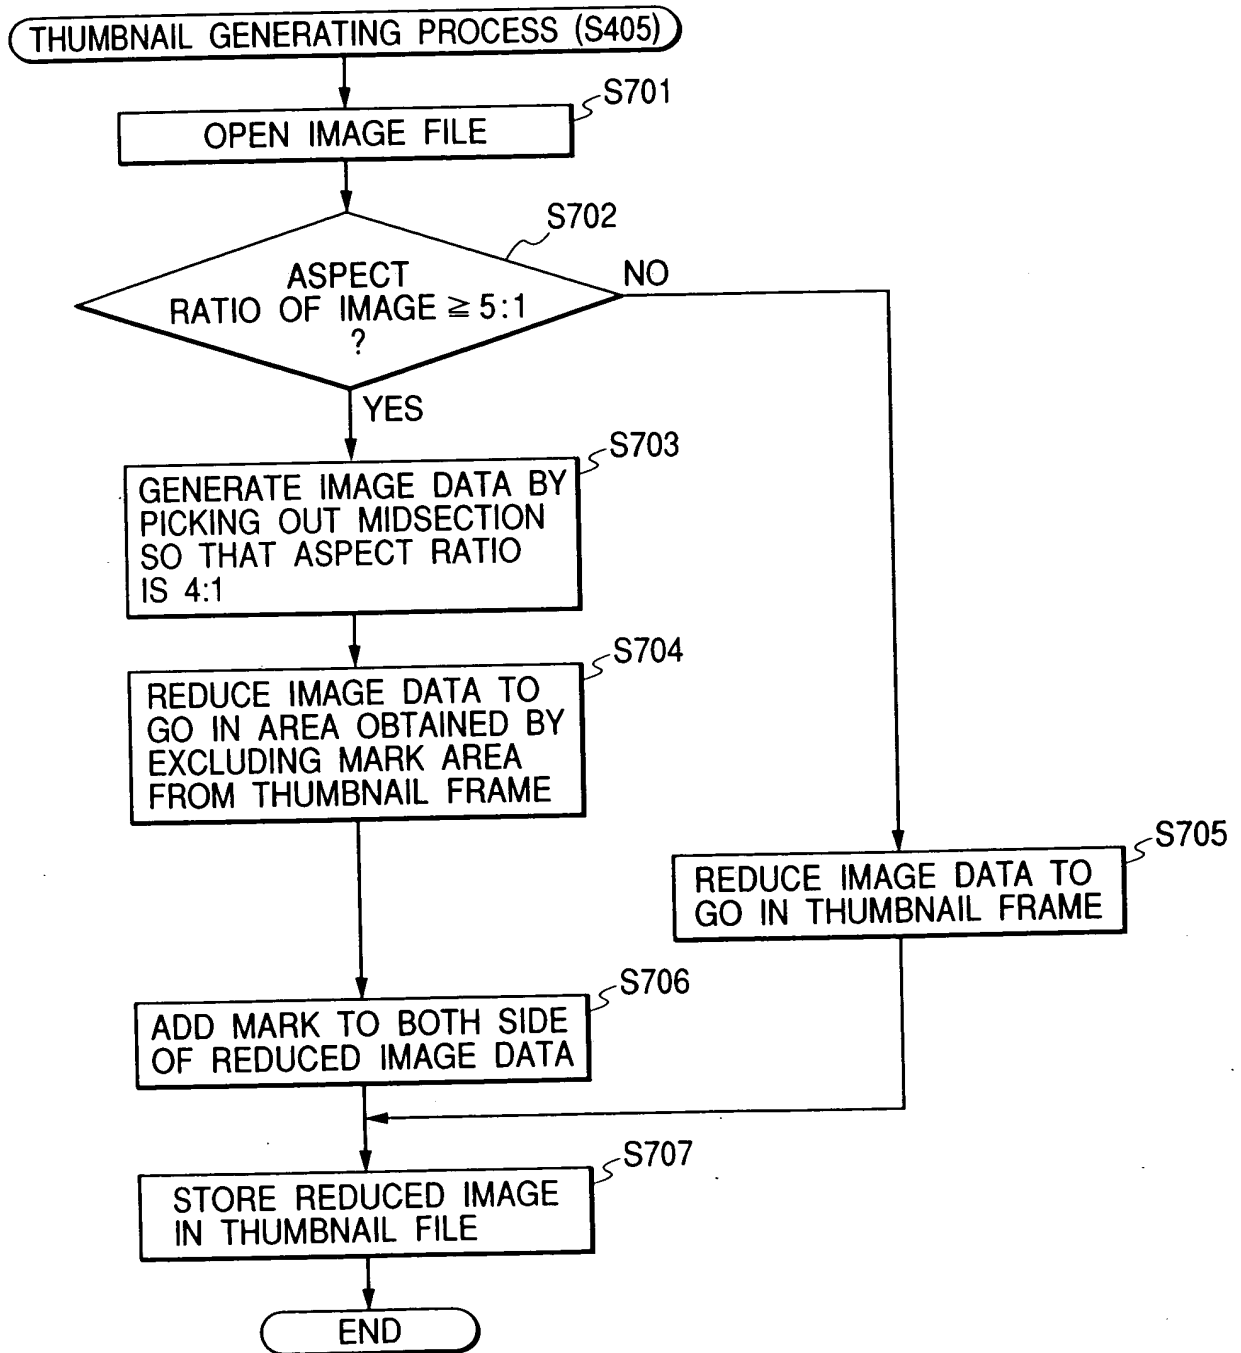 THUMBNAIL GENERATING PROCESS (S405)
S701
OPEN IMAGE FILE
S702
ASPECT
RATIO OF IMAGE ≧ 5:1
?
NO
YES
S703
GENERATE IMAGE DATA BY
PICKING OUT MIDSECTION
SO THAT ASPECT RATIO
IS 4:1
S704
REDUCE IMAGE DATA TO
GO IN AREA OBTAINED BY
EXCLUDING MARK AREA
FROM THUMBNAIL FRAME
S705
REDUCE IMAGE DATA TO
GO IN THUMBNAIL FRAME
S706
ADD MARK TO BOTH SIDE
OF REDUCED IMAGE DATA
S707
STORE REDUCED IMAGE
IN THUMBNAIL FILE
END